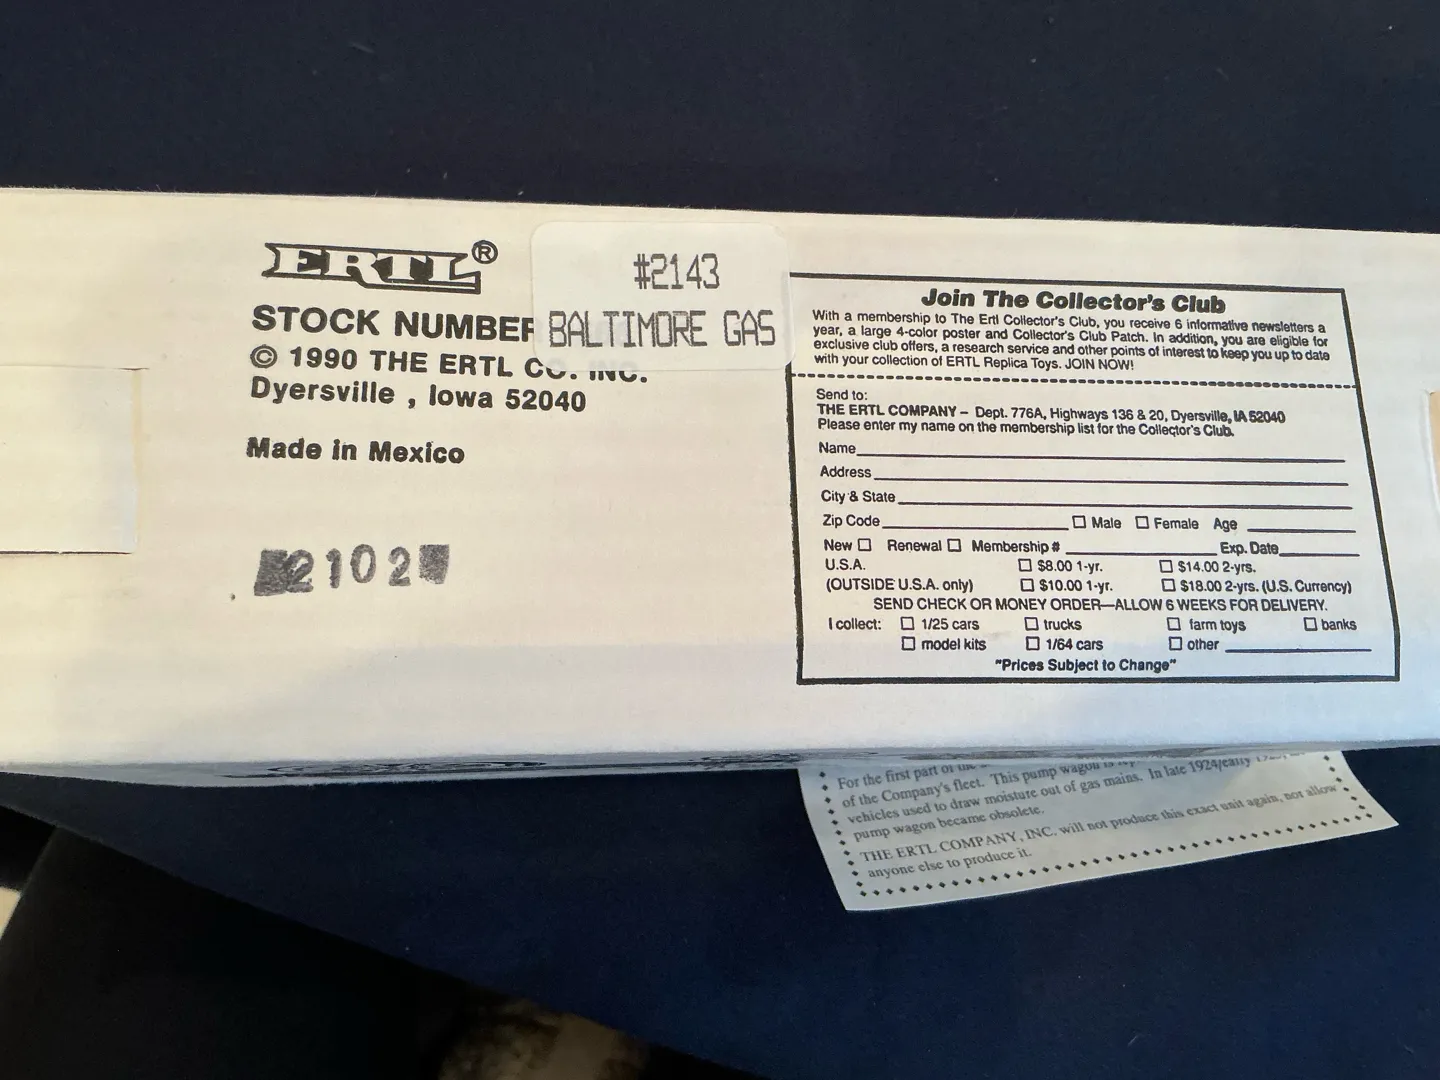 ERTL®
#2143
STOCK NUMBER BALTIMORE GAS
© 1990 THE ERTL CO. INC.
Dyersville , Iowa 52040
Made in Mexico
2102
Join The Collector's Club
With a membership to The Ertl Collector's Club, you receive 6 informative newsletters a
year, a large 4-color poster and Collector's Club Patch. In addition, you are eligible for
exclusive club offers, a research service and other points of interest to keep you up to date
with your collection of ERTL Replica Toys. JOIN NOW!
Send to:
THE ERTL COMPANY – Dept. 776A, Highways 136 & 20, Dyersville, IA 52040
Please enter my name on the membership list for the Collector's Club.
Name
Address
City & State
Zip Code ☐ Male ☐ Female Age
New ☐ Renewal ☐ Membership # Exp. Date
U.S.A. ☐ $8.00 1-yr. ☐ $14.00 2-yrs.
(OUTSIDE U.S.A. only) ☐ $10.00 1-yr. ☐ $18.00 2-yrs. (U.S. Currency)
SEND CHECK OR MONEY ORDER—ALLOW 6 WEEKS FOR DELIVERY.
I collect: ☐ 1/25 cars ☐ trucks ☐ farm toys ☐ banks
☐ model kits ☐ 1/64 cars ☐ other
"Prices Subject to Change"
For the first part of the
of the Company's fleet. This pump wagon is
vehicles used to draw moisture out of gas mains. In late 1924/early
pump wagon became obsolete.
THE ERTL COMPANY, INC. will not produce this exact unit again, not allow
anyone else to produce it.